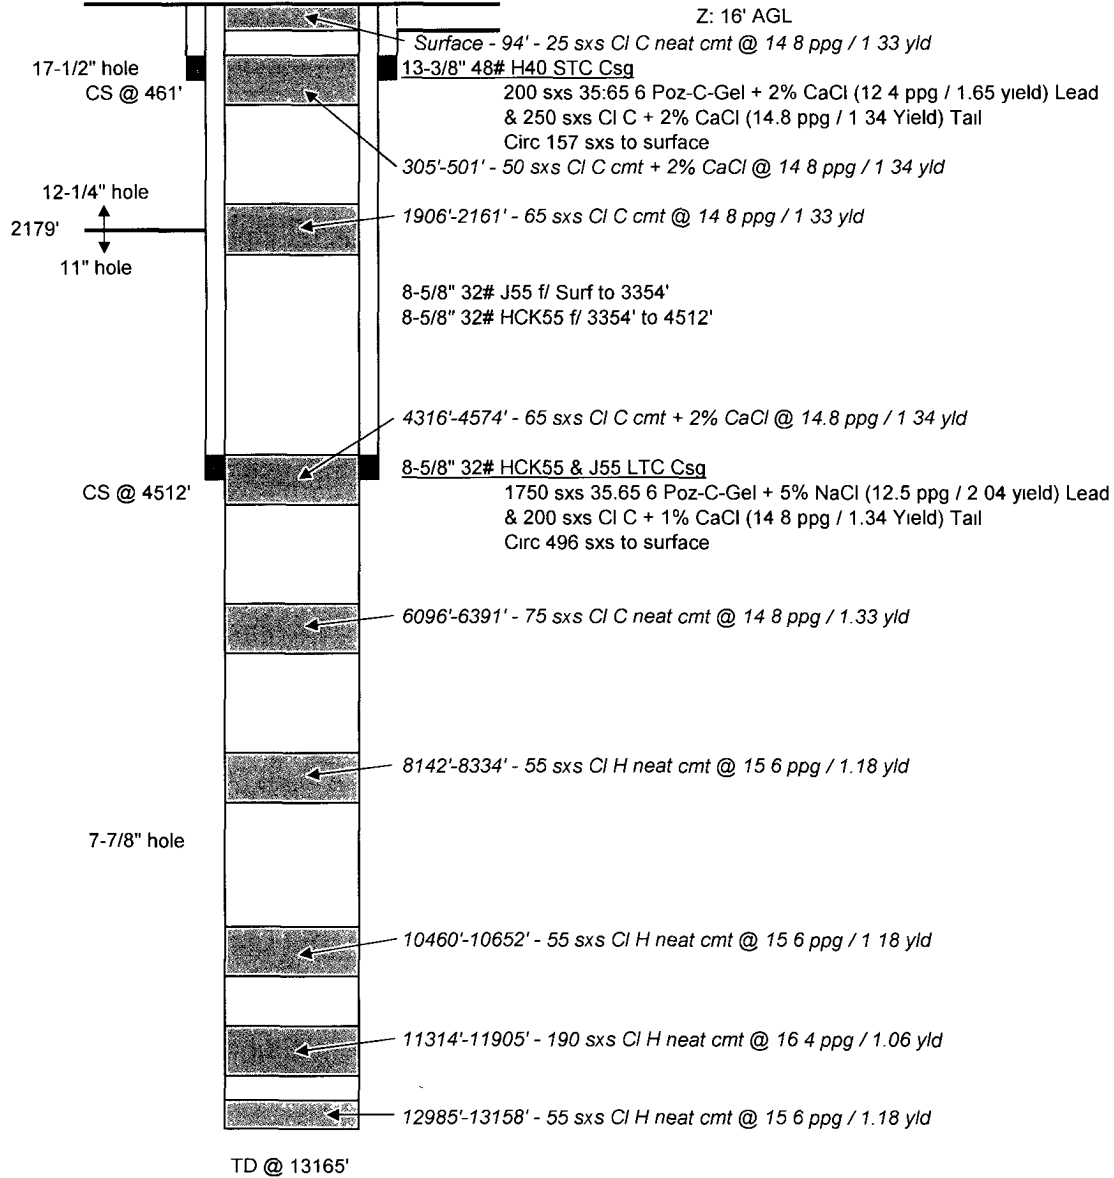 Z: 16' AGL
Surface - 94' - 25 sxs Cl C neat cmt @ 14 8 ppg / 1 33 yld
17-1/2" hole
CS @ 461'
13-3/8" 48# H40 STC Csg
200 sxs 35:65 6 Poz-C-Gel + 2% CaCl (12 4 ppg / 1.65 yield) Lead
& 250 sxs Cl C + 2% CaCl (14.8 ppg / 1 34 Yield) Tail
Circ 157 sxs to surface
305'-501' - 50 sxs Cl C cmt + 2% CaCl @ 14 8 ppg / 1 34 yld
12-1/4" hole
2179'
11" hole
1906'-2161' - 65 sxs Cl C cmt @ 14 8 ppg / 1 33 yld
8-5/8" 32# J55 f/ Surf to 3354'
8-5/8" 32# HCK55 f/ 3354' to 4512'
4316'-4574' - 65 sxs Cl C cmt + 2% CaCl @ 14.8 ppg / 1 34 yld
CS @ 4512'
8-5/8" 32# HCK55 & J55 LTC Csg
1750 sxs 35.65 6 Poz-C-Gel + 5% NaCl (12.5 ppg / 2 04 yield) Lead
& 200 sxs Cl C + 1% CaCl (14 8 ppg / 1.34 Yield) Tail
Circ 496 sxs to surface
6096'-6391' - 75 sxs Cl C neat cmt @ 14 8 ppg / 1.33 yld
8142'-8334' - 55 sxs Cl H neat cmt @ 15 6 ppg / 1.18 yld
7-7/8" hole
10460'-10652' - 55 sxs Cl H neat cmt @ 15 6 ppg / 1 18 yld
11314'-11905' - 190 sxs Cl H neat cmt @ 16 4 ppg / 1.06 yld
12985'-13158' - 55 sxs Cl H neat cmt @ 15 6 ppg / 1.18 yld
TD @ 13165'